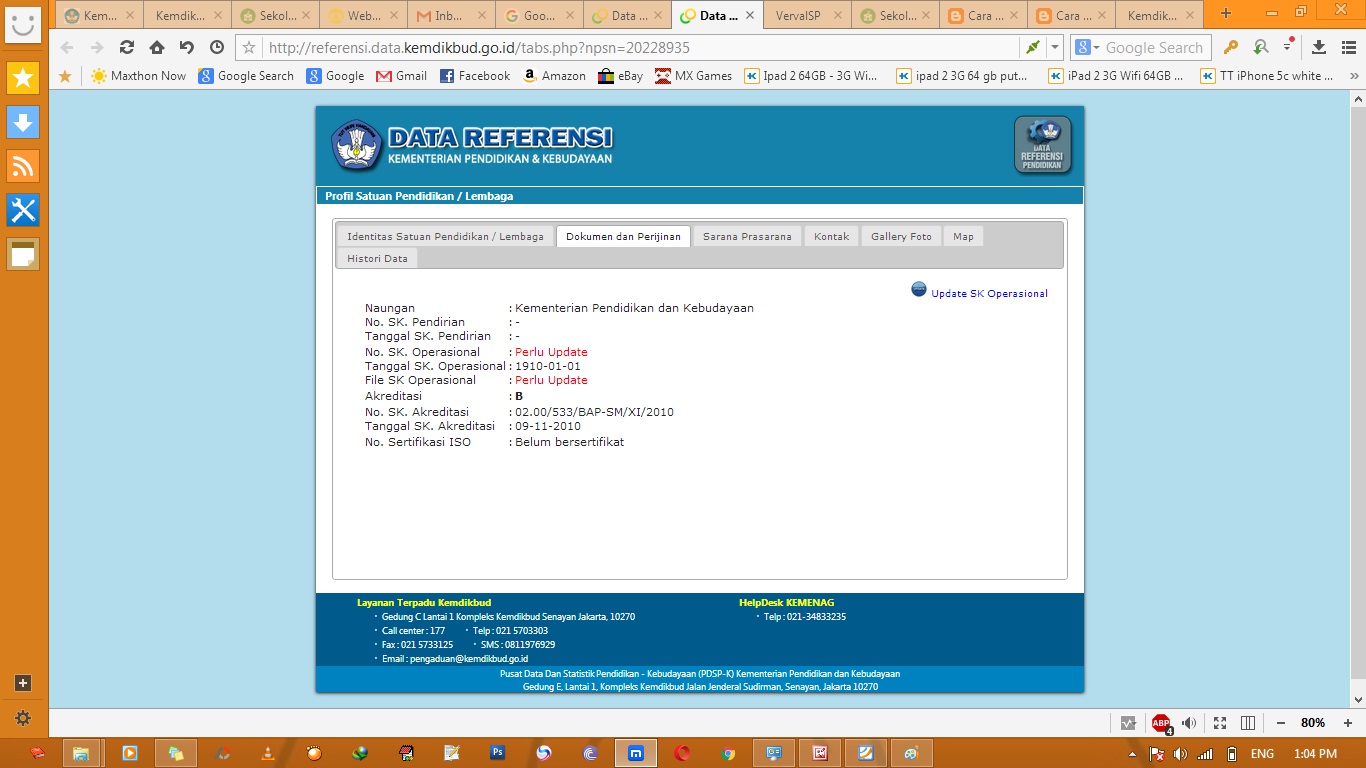 Kem...
Kemdik...
Sekol...
Web...
Inb...
Goo...
Data ...
Data ...
VervalSP
Sekol...
Cara ...
Cara ...
Kemdik...
http://referensi.data.kemdikbud.go.id/tabs.php?npsn=20228935
Google Search
Maxthon Now
Google Search
Google
Gmail
Facebook
Amazon
eBay
MX Games
Ipad 2 64GB - 3G Wi...
ipad 2 3G 64 gb put...
iPad 2 3G Wifi 64GB ...
TT iPhone 5c white ...
DATA REFERENSI
KEMENTERIAN PENDIDIKAN & KEBUDAYAAN
DATA
REFERENSI
PENDIDIKAN
Profil Satuan Pendidikan / Lembaga
Identitas Satuan Pendidikan / Lembaga
Dokumen dan Perijinan
Sarana Prasarana
Kontak
Gallery Foto
Map
Histori Data
Update SK Operasional
Naungan : Kementerian Pendidikan dan Kebudayaan
No. SK. Pendirian : -
Tanggal SK. Pendirian : -
No. SK. Operasional : Perlu Update
Tanggal SK. Operasional : 1910-01-01
File SK Operasional : Perlu Update
Akreditasi : B
No. SK. Akreditasi : 02.00/533/BAP-SM/XI/2010
Tanggal SK. Akreditasi : 09-11-2010
No. Sertifikasi ISO : Belum bersertifikat
Layanan Terpadu Kemdikbud
· Gedung C Lantai 1 Kompleks Kemdikbud Senayan Jakarta, 10270
· Call center : 177 · Telp : 021 5703303
· Fax : 021 5733125 · SMS : 0811976929
· Email : pengaduan@kemdikbud.go.id
HelpDesk KEMENAG
· Telp : 021-34833235
Pusat Data Dan Statistik Pendidikan - Kebudayaan (PDSP-K) Kementerian Pendidikan dan Kebudayaan
Gedung E, Lantai 1, Kompleks Kemdikbud Jalan Jenderal Sudirman, Senayan, Jakarta 10270
ABP
4
80%
Ps
ENG
1:04 PM